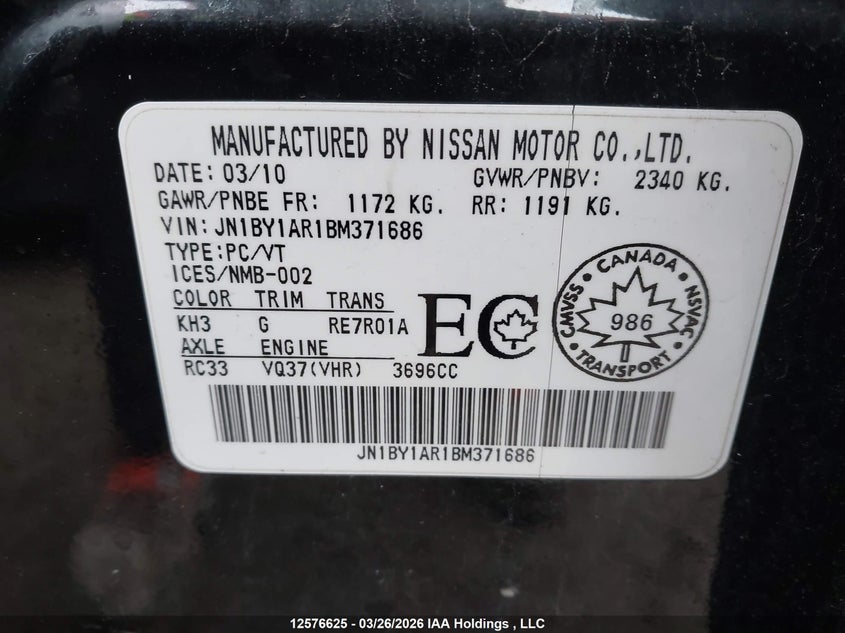 MANUFACTURED BY NISSAN MOTOR CO.,LTD.
DATE: 03/10 GVWR/PNBV: 2340 KG.
GAWR/PNBE FR: 1172 KG. RR: 1191 KG.
VIN: JN1BY1AR1BM371686
TYPE:PC/VT
ICES/NMB-002
COLOR TRIM TRANS
KH3 G RE7R01A
AXLE ENGINE
RC33 VQ37(VHR) 3696CC
EC
CANADA
CMVSS NSVAC
986
TRANSPORT
JN1BY1AR1BM371686
12576625 - 03/26/2026 IAA Holdings , LLC